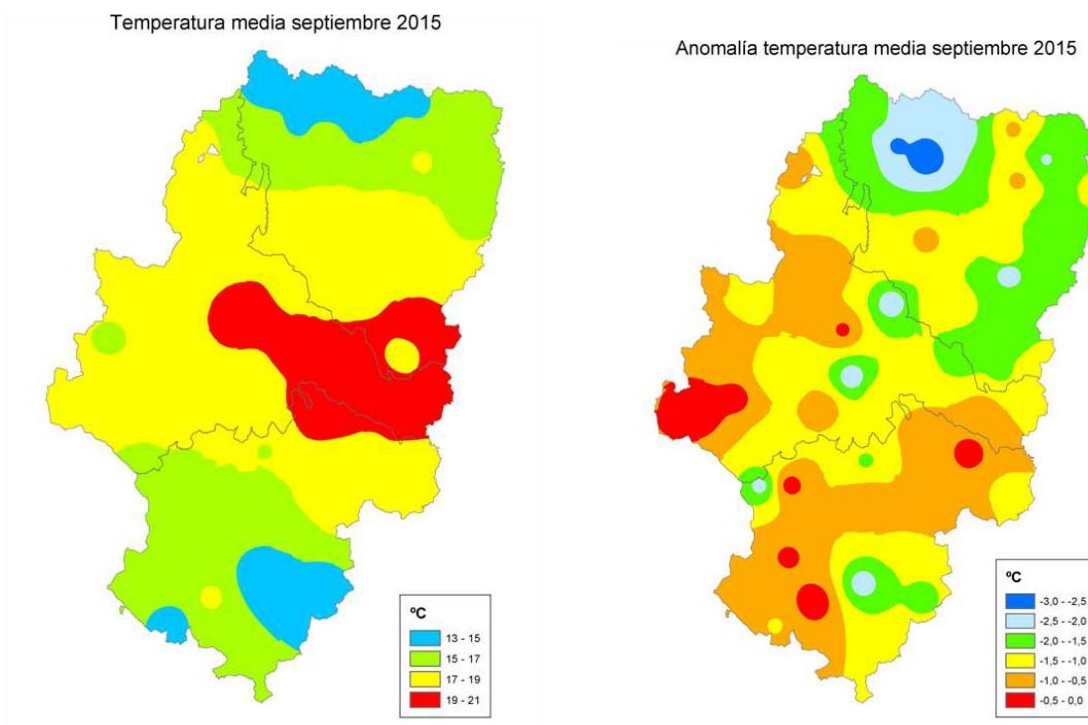 Temperatura media septiembre 2015
Anomalía temperatura media septiembre 2015
ºC
13 - 15
15 - 17
17 - 19
19 - 21
ºC
-3,0 - -2,5
-2,5 - -2,0
-2,0 - -1,5
-1,5 - -1,0
-1,0 - -0,5
-0,5 - 0,0